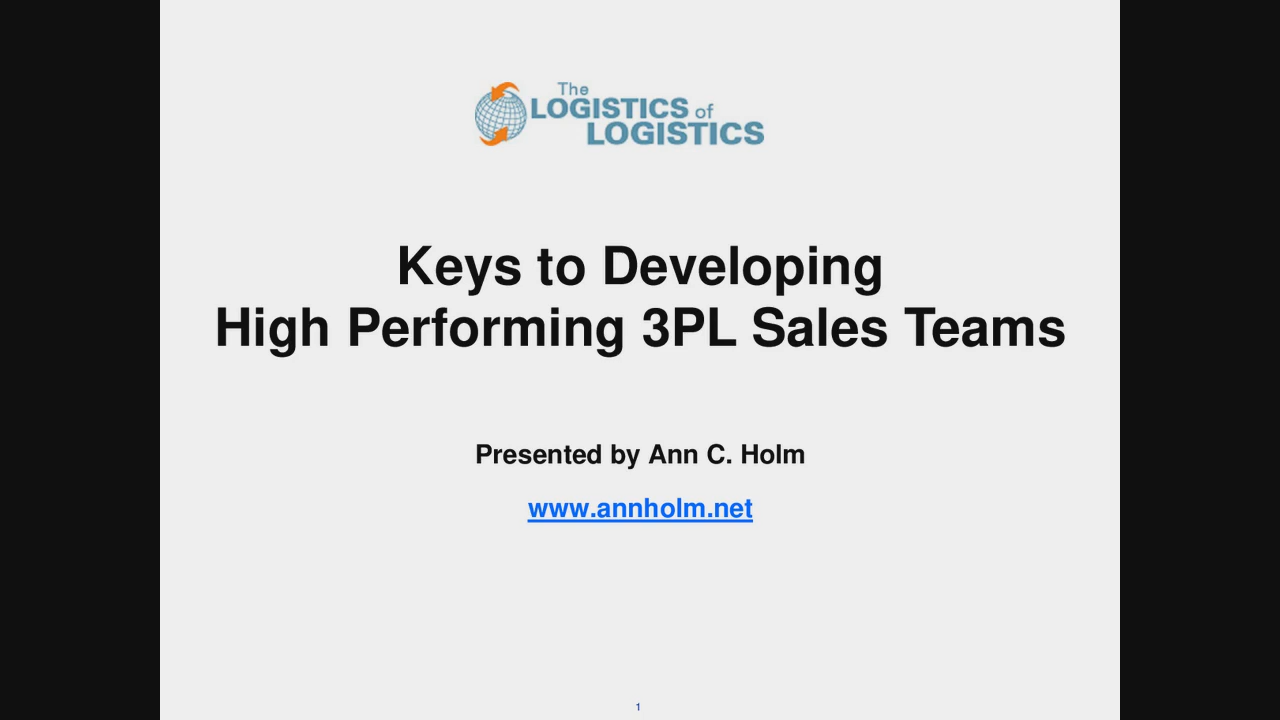 The
LOGISTICS of
LOGISTICS
Keys to Developing
High Performing 3PL Sales Teams
Presented by Ann C. Holm
www.annholm.net
1